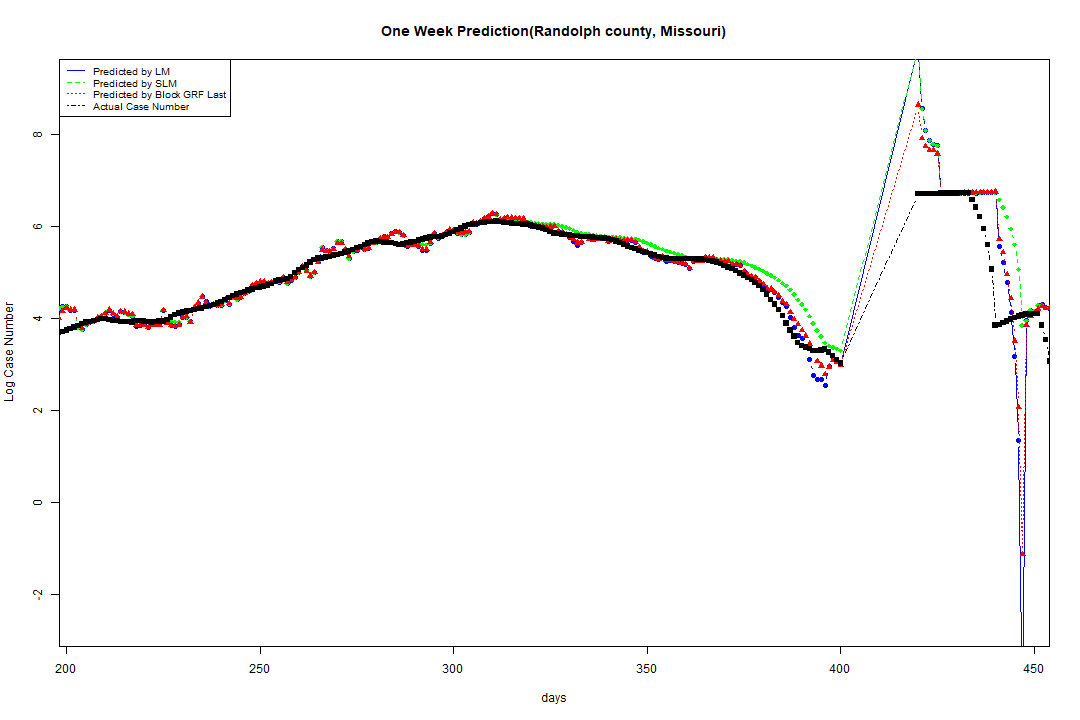 One Week Prediction(Randolph county, Missouri)
Predicted by LM
Predicted by SLM
Predicted by Block GRF Last
Actual Case Number
Log Case Number
8
6
4
2
0
-2
200 250 300 350 400 450
days